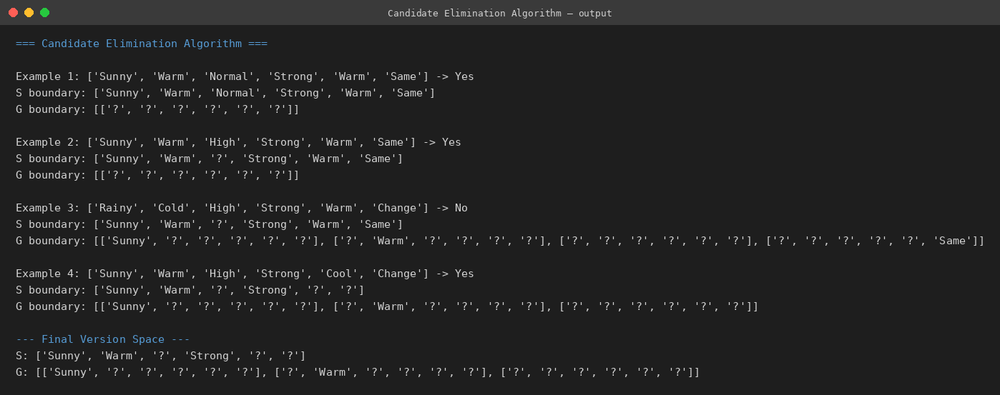 Candidate Elimination Algorithm — output
=== Candidate Elimination Algorithm ===
Example 1: ['Sunny', 'Warm', 'Normal', 'Strong', 'Warm', 'Same'] -> Yes
S boundary: ['Sunny', 'Warm', 'Normal', 'Strong', 'Warm', 'Same']
G boundary: [['?', '?', '?', '?', '?', '?']]
Example 2: ['Sunny', 'Warm', 'High', 'Strong', 'Warm', 'Same'] -> Yes
S boundary: ['Sunny', 'Warm', '?', 'Strong', 'Warm', 'Same']
G boundary: [['?', '?', '?', '?', '?', '?']]
Example 3: ['Rainy', 'Cold', 'High', 'Strong', 'Warm', 'Change'] -> No
S boundary: ['Sunny', 'Warm', '?', 'Strong', 'Warm', 'Same']
G boundary: [['Sunny', '?', '?', '?', '?', '?'], ['?', 'Warm', '?', '?', '?', '?'], ['?', '?', '?', '?', '?', '?'], ['?', '?', '?', '?', '?', 'Same']]
Example 4: ['Sunny', 'Warm', 'High', 'Strong', 'Cool', 'Change'] -> Yes
S boundary: ['Sunny', 'Warm', '?', 'Strong', '?', '?']
G boundary: [['Sunny', '?', '?', '?', '?', '?'], ['?', 'Warm', '?', '?', '?', '?'], ['?', '?', '?', '?', '?', '?']]
--- Final Version Space ---
S: ['Sunny', 'Warm', '?', 'Strong', '?', '?']
G: [['Sunny', '?', '?', '?', '?', '?'], ['?', 'Warm', '?', '?', '?', '?'], ['?', '?', '?', '?', '?', '?']]